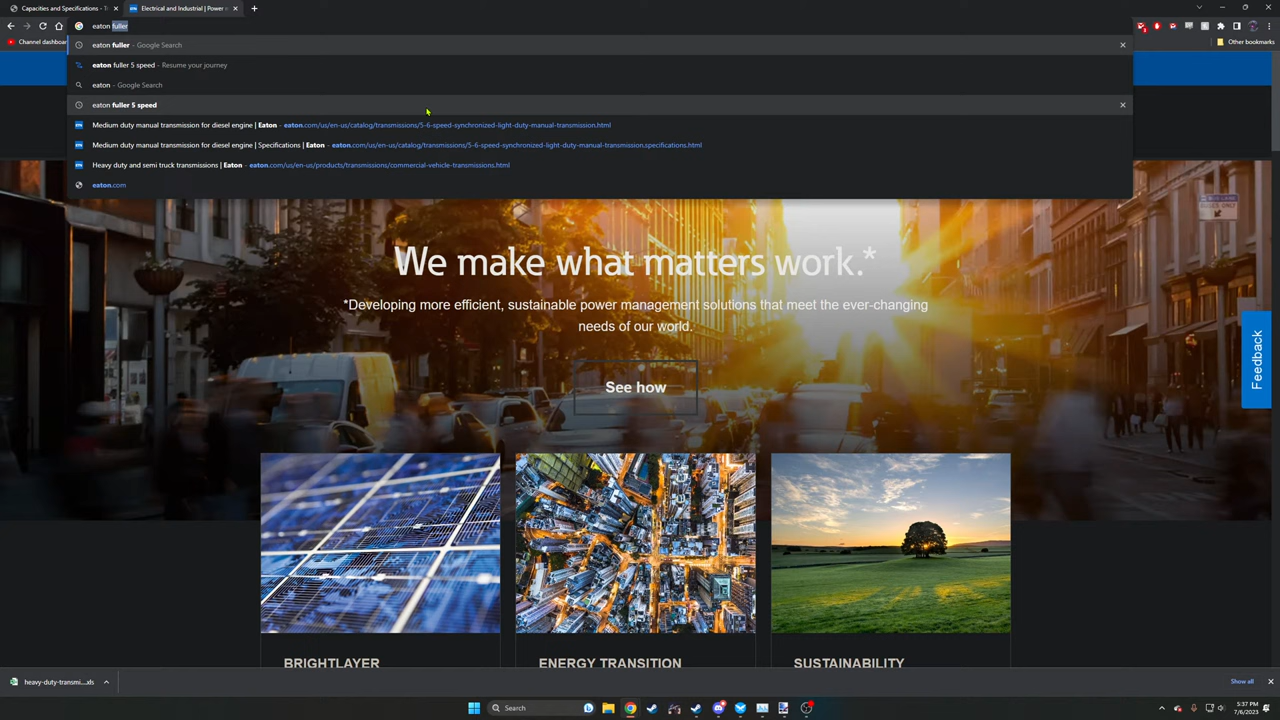 Capacities and Specifications - To
Electrical and Industrial | Power
eaton fuller
Channel dashboar
Other bookmarks
eaton fuller - Google Search
eaton fuller 5 speed - Resume your journey
eaton - Google Search
eaton fuller 5 speed
Medium duty manual transmission for diesel engine | Eaton - eaton.com/us/en-us/catalog/transmissions/5-6-speed-synchronized-light-duty-manual-transmission.html
Medium duty manual transmission for diesel engine | Specifications | Eaton - eaton.com/us/en-us/catalog/transmissions/5-6-speed-synchronized-light-duty-manual-transmission.specifications.html
Heavy duty and semi truck transmissions | Eaton - eaton.com/us/en-us/products/transmissions/commercial-vehicle-transmissions.html
eaton.com
We make what matters work.*
*Developing more efficient, sustainable power management solutions that meet the ever-changing
needs of our world.
See how
Feedback
BRIGHTLAYER
ENERGY TRANSITION
SUSTAINABILITY
heavy-duty-transmi....xls
Show all
Search
5:37 PM
7/6/2023